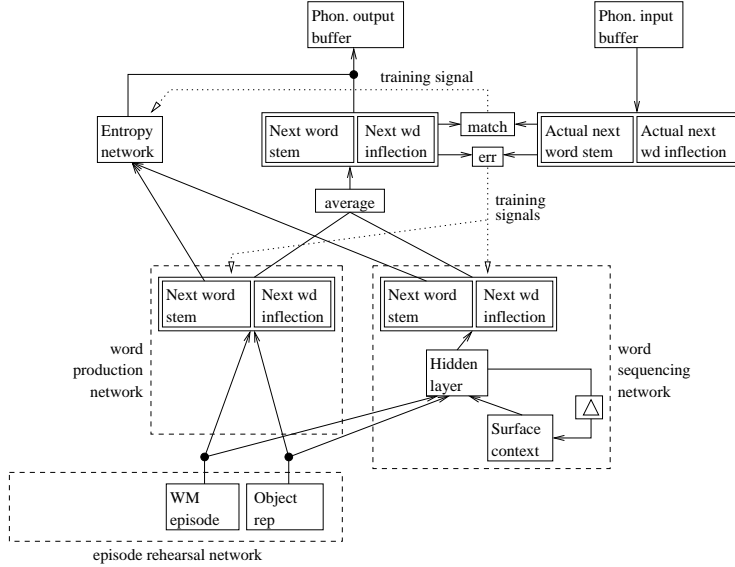 Phon. output
buffer
Phon. input
buffer
training signal
Entropy
network
Next word
stem
Next wd
inflection
match
err
Actual next
word stem
Actual next
wd inflection
average
training
signals
Next word
stem
Next wd
inflection
Next word
stem
Next wd
inflection
word
production
network
Hidden
layer
word
sequencing
network
Surface
context
WM
episode
Object
rep
episode rehearsal network